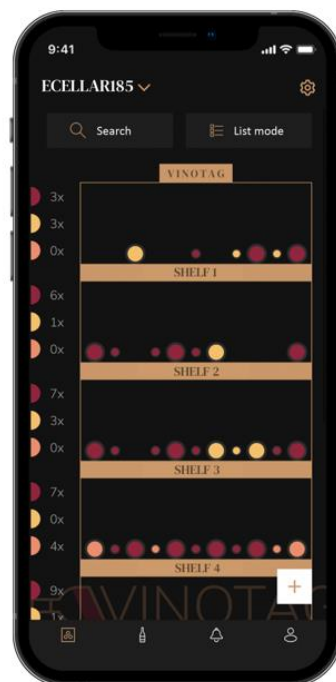 9:41
ECELLAR185
Search
List mode
VINOTAG
3x
3x
0x
SHELF 1
6x
1x
0x
SHELF 2
7x
3x
0x
SHELF 3
7x
0x
4x
SHELF 4
+
9x
1x
VINOTAG